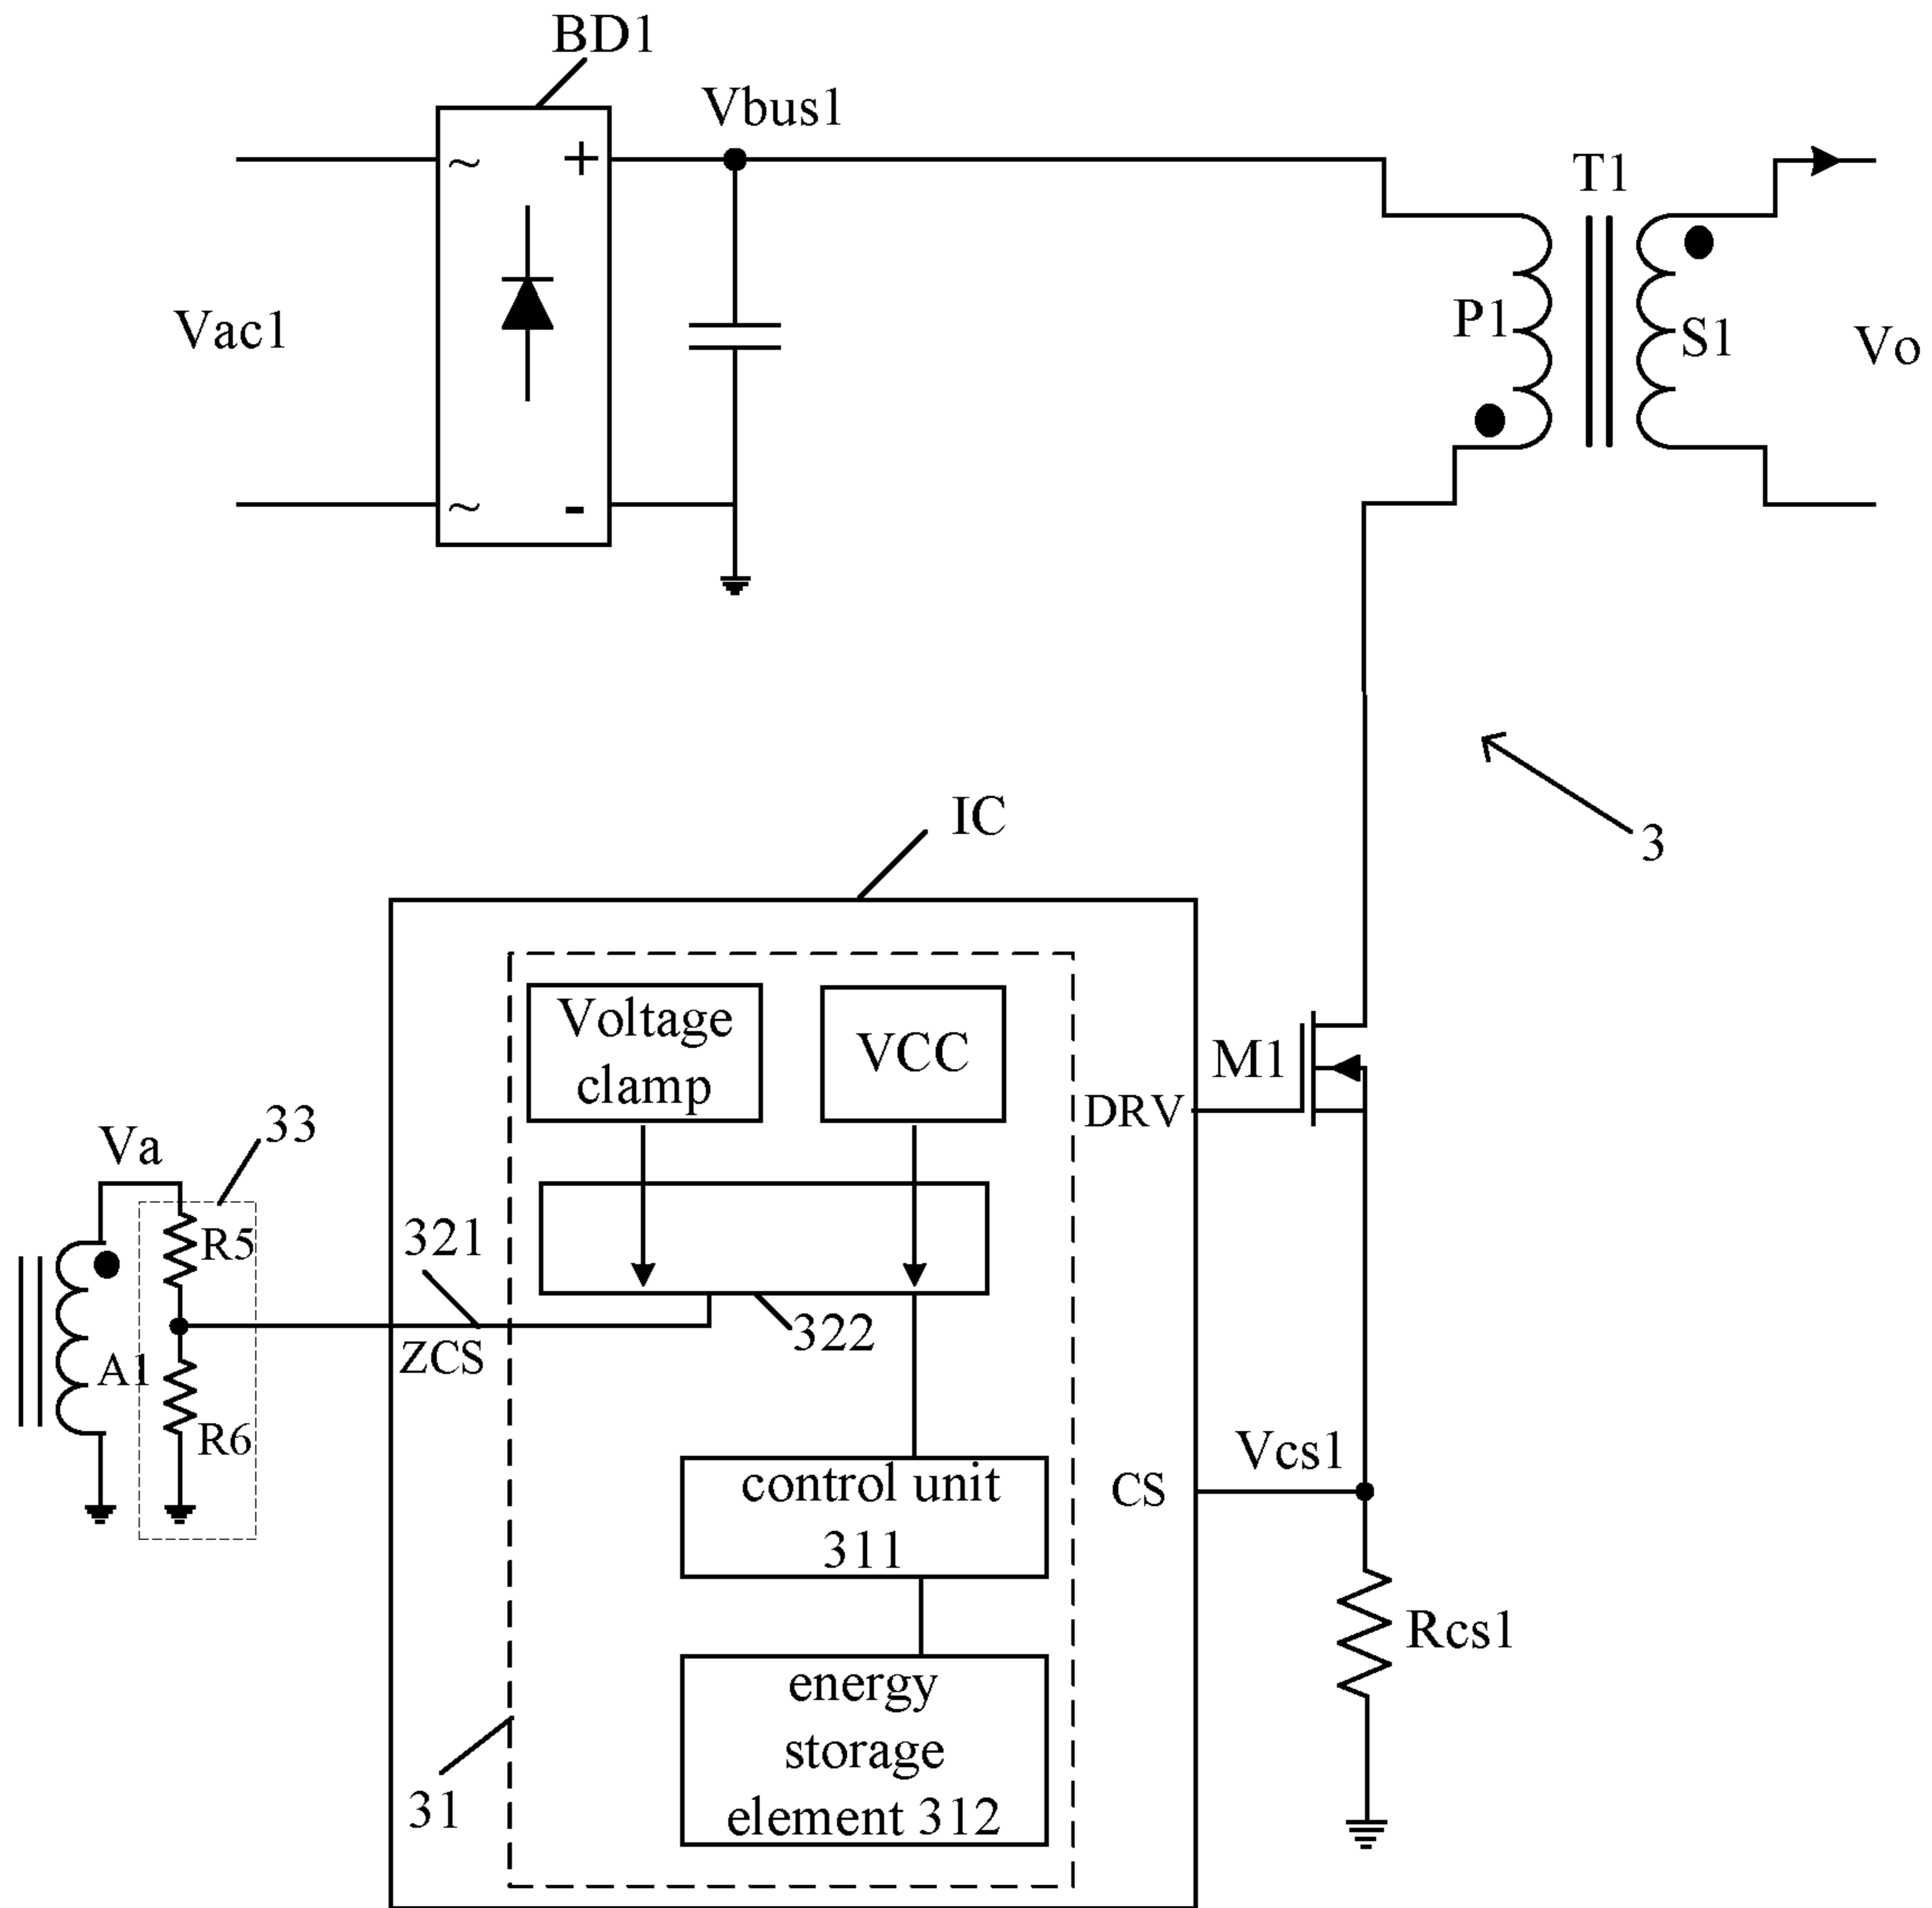 BD1
Vbus1
~
+
T1
Vac1
P1
S1
Vo
~
-
IC
3
Voltage
clamp
VCC
M1
DRV
33
Va
321
R5
322
ZCS
A1
R6
control unit
311
Vcs1
CS
energy
storage
element 312
Rcs1
31